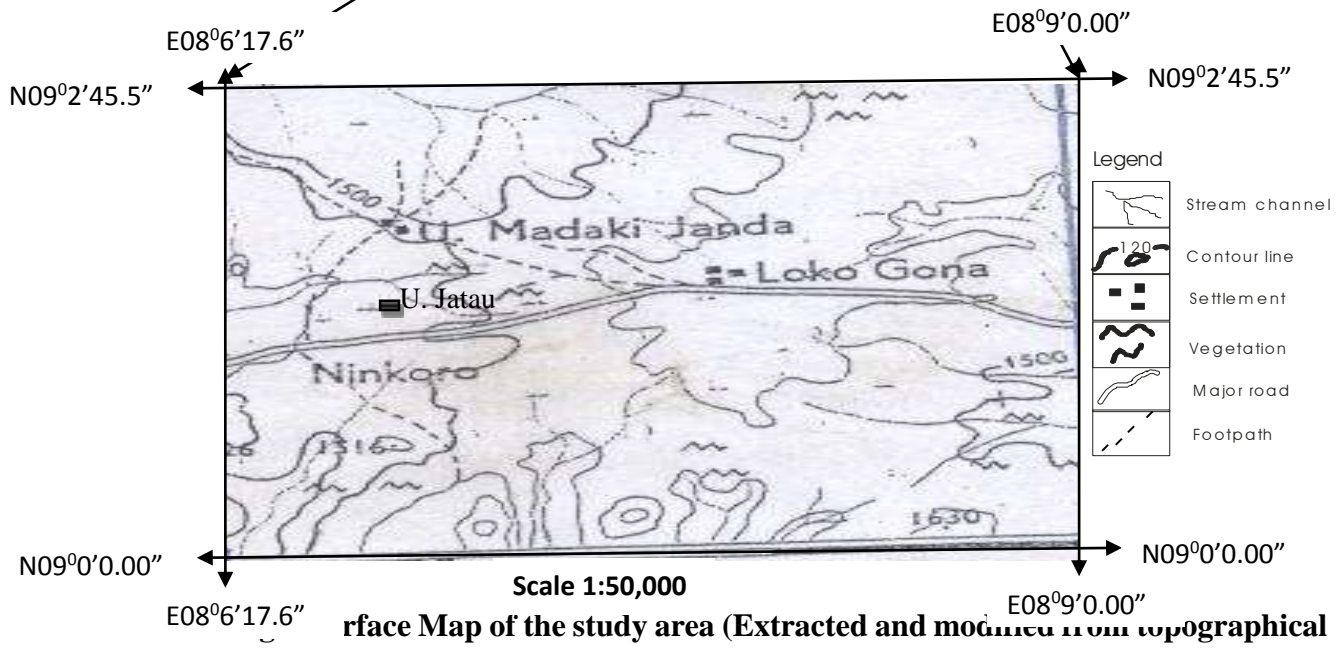 E08⁰9’0.00”
E08⁰6’17.6”
N09⁰2’45.5”
N09⁰2’45.5”
Legend
1500
Stream channel
U. Madaki Janda
120
Contour line
Loko Gona
Settlement
U. Jatau
Vegetation
1500
Ninkoro
Major road
Footpath
1316
26
1630
N09⁰0’0.00”
N09⁰0’0.00”
Scale 1:50,000
E08⁰6’17.6”
E08⁰9’0.00”
Map of the study area (Extracted and modified from topographical